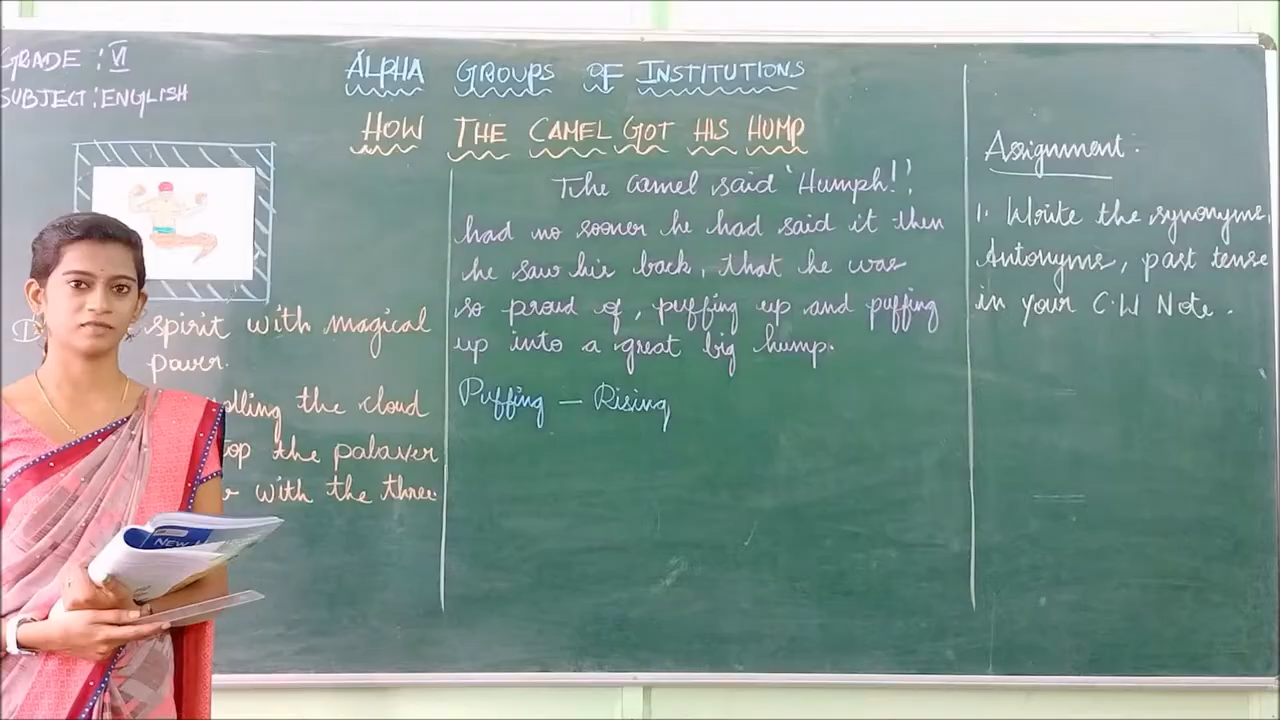 GRADE : VI
SUBJECT : ENGLISH
ALPHA GROUPS OF INSTITUTIONS
HOW THE CAMEL GOT HIS HUMP
spirit with magical
power.
the cloud
the palaver
with the three
The camel said 'Humph!',
had no sooner he had said it then
he saw his back, that he was
so proud of, puffing up and puffing
up into a great big hump.
Puffing — Rising
Assignment :
1. Write the synonyms,
Antonyms, past tense
in your C.W Note.
NEW